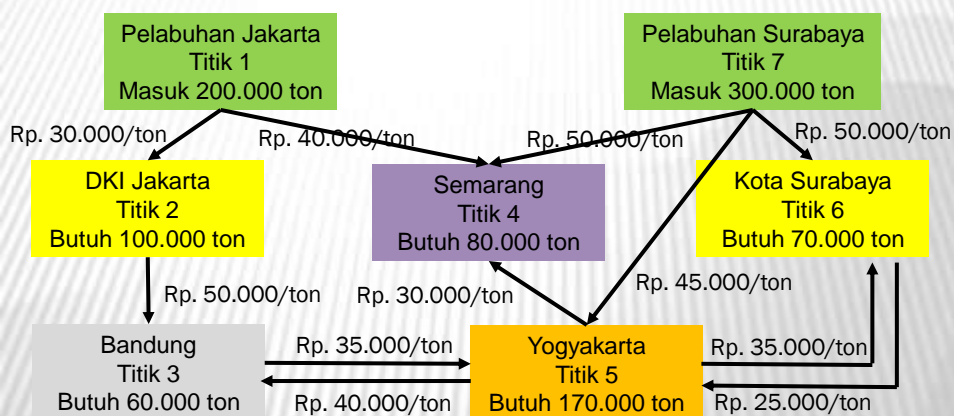 Pelabuhan Jakarta
Titik 1
Masuk 200.000 ton
Pelabuhan Surabaya
Titik 7
Masuk 300.000 ton
Rp. 30.000/ton
Rp. 40.000/ton
Rp. 50.000/ton
Rp. 50.000/ton
DKI Jakarta
Titik 2
Butuh 100.000 ton
Semarang
Titik 4
Butuh 80.000 ton
Kota Surabaya
Titik 6
Butuh 70.000 ton
Rp. 50.000/ton
Rp. 30.000/ton
Rp. 45.000/ton
Bandung
Titik 3
Butuh 60.000 ton
Rp. 35.000/ton
Rp. 40.000/ton
Yogyakarta
Titik 5
Butuh 170.000 ton
Rp. 35.000/ton
Rp. 25.000/ton